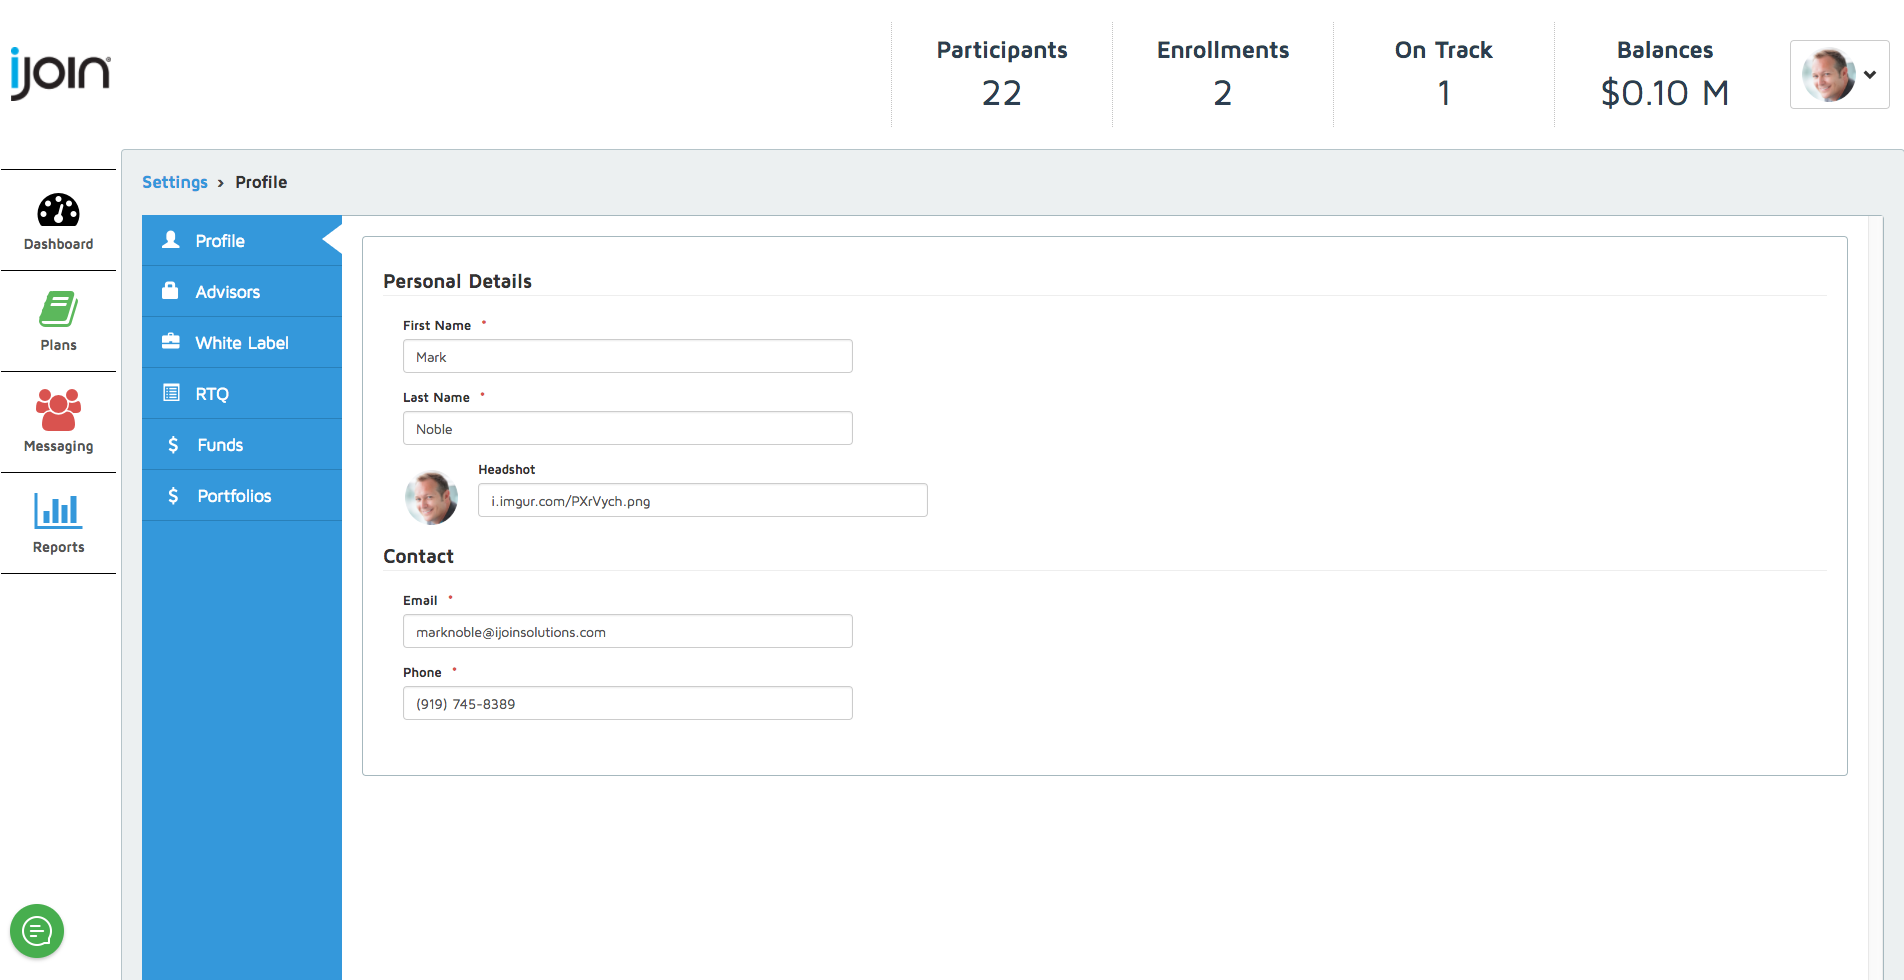 ijoin
Participants
22
Enrollments
2
On Track
1
Balances
$0.10 M
Dashboard
Plans
Messaging
Reports
Settings > Profile
Profile
Advisors
White Label
RTQ
$ Funds
$ Portfolios
Personal Details
First Name *
Mark
Last Name *
Noble
Headshot
i.imgur.com/PXrVych.png
Contact
Email *
marknoble@ijoinsolutions.com
Phone *
(919) 745-8389